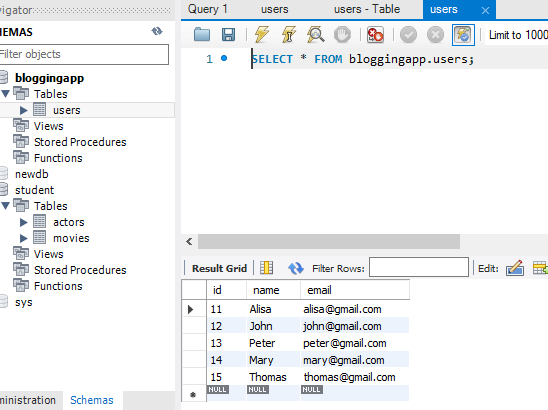 vigator
Query 1 users users - Table users
HEMAS
Filter objects
Limit to 1000
bloggingapp
Tables
users
Views
Stored Procedures
Functions
newdb
student
Tables
actors
movies
Views
Stored Procedures
Functions
sys
ministration Schemas
1 SELECT * FROM bloggingapp.users;
Result Grid Filter Rows: Edit:
id name email
11 Alisa alisa@gmail.com
12 John john@gmail.com
13 Peter peter@gmail.com
14 Mary mary@gmail.com
15 Thomas thomas@gmail.com
NULL NULL NULL